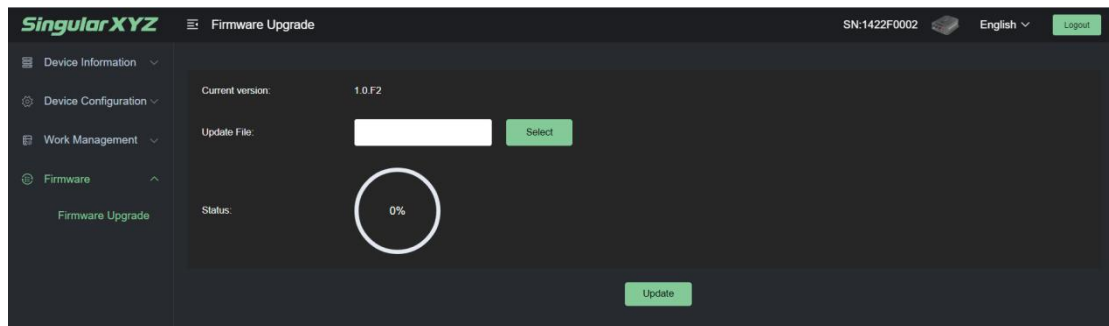 SingularXYZ
Firmware Upgrade
SN:1422F0002
English
Logout
Device Information
Device Configuration
Work Management
Firmware
Firmware Upgrade
Current version:
1.0.F2
Update File:
Select
Status:
0%
Update